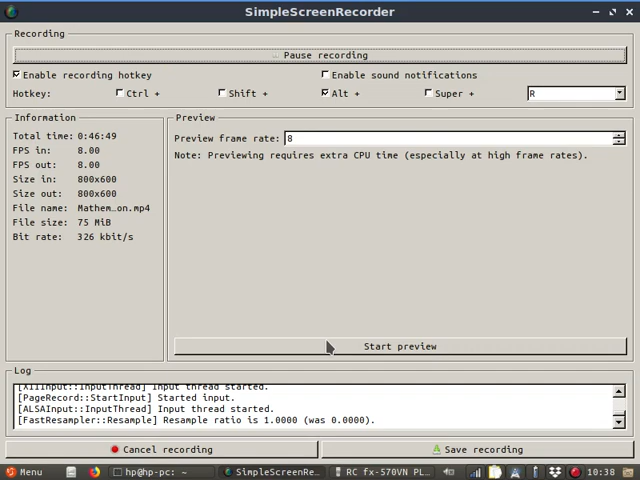 SimpleScreenRecorder
Recording
Pause recording
Enable recording hotkey
Enable sound notifications
Hotkey:
Ctrl +
Shift +
Alt +
Super +
R
Information
Total time: 0:46:49
FPS in: 8.00
FPS out: 8.00
Size in: 800x600
Size out: 800x600
File name: Mathem…on.mp4
File size: 75 MiB
Bit rate: 326 kbit/s
Preview
Preview frame rate: 8
Note: Previewing requires extra CPU time (especially at high frame rates).
Start preview
Log
[X11Input::InputThread] Input thread started.
[PageRecord::StartInput] Started input.
[ALSAInput::InputThread] Input thread started.
[FastResampler::Resample] Resample ratio is 1.0000 (was 0.0000).
Cancel recording
Save recording
Menu
hp@hp-pc: ~
SimpleScreenRe…
RC fx-570VN PL…
10:38